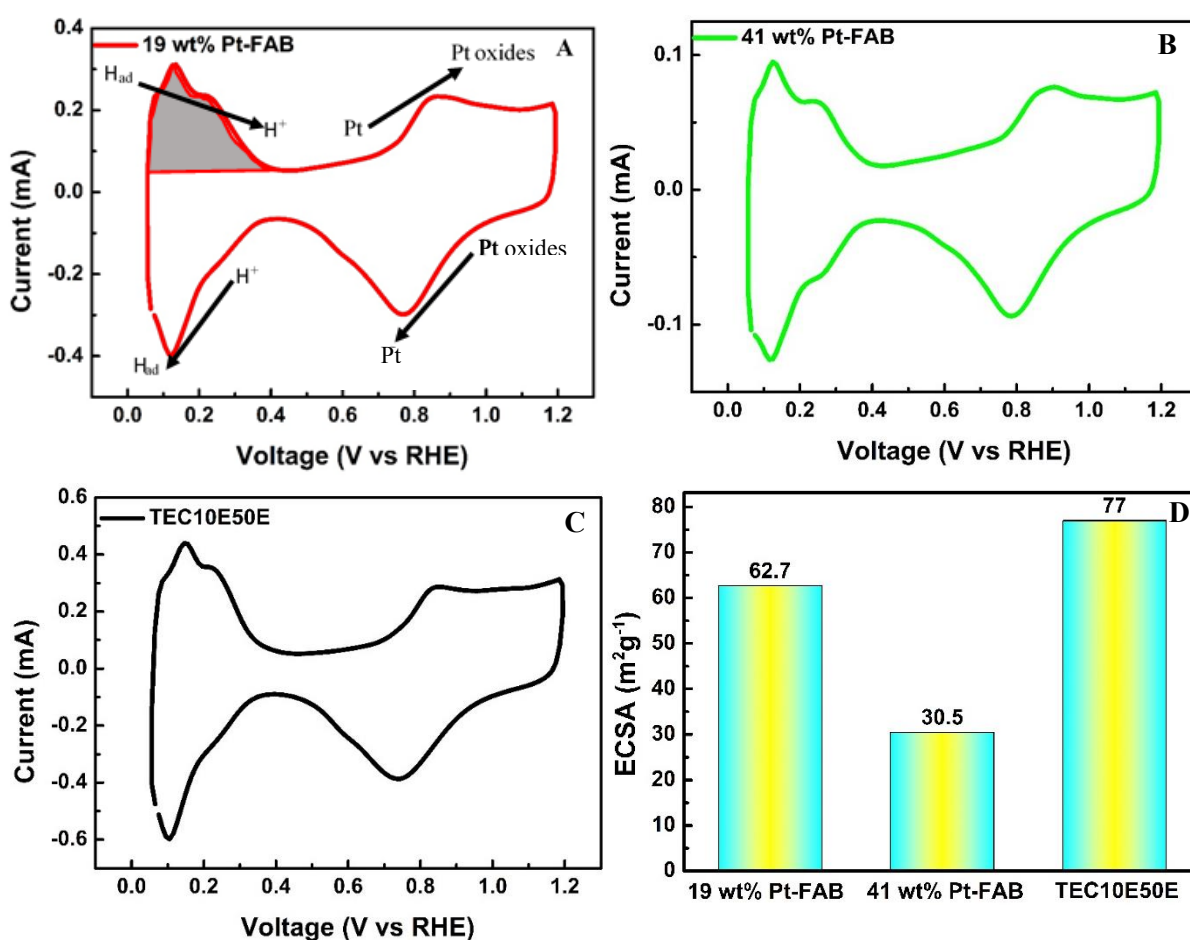 19 wt% Pt-FAB
A
H_ad
H⁺
Pt
Pt oxides
H⁺
H_ad
Pt oxides
Pt
0.4
0.2
0.0
-0.2
-0.4
Current (mA)
0.0 0.2 0.4 0.6 0.8 1.0 1.2
Voltage (V vs RHE)
41 wt% Pt-FAB
B
0.1
0.0
-0.1
Current (mA)
0.0 0.2 0.4 0.6 0.8 1.0 1.2
Voltage (V vs RHE)
TEC10E50E
C
0.6
0.4
0.2
0.0
-0.2
-0.4
-0.6
Current (mA)
0.0 0.2 0.4 0.6 0.8 1.0 1.2
Voltage (V vs RHE)
D
80
70
60
50
40
30
20
10
0
ECSA (m²g⁻¹)
62.7
30.5
77
19 wt% Pt-FAB 41 wt% Pt-FAB TEC10E50E